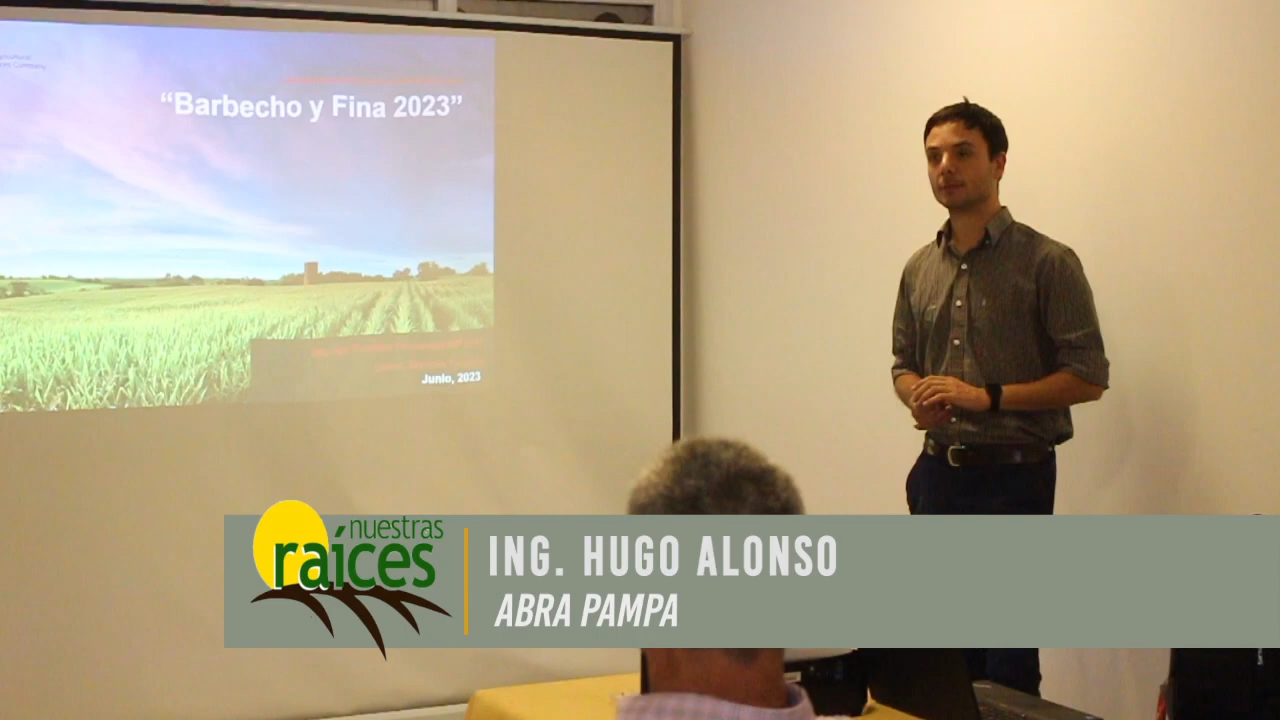 “Barbecho y Fina 2023”
Junio, 2023
nuestras
raíces
ING. HUGO ALONSO
ABRA PAMPA